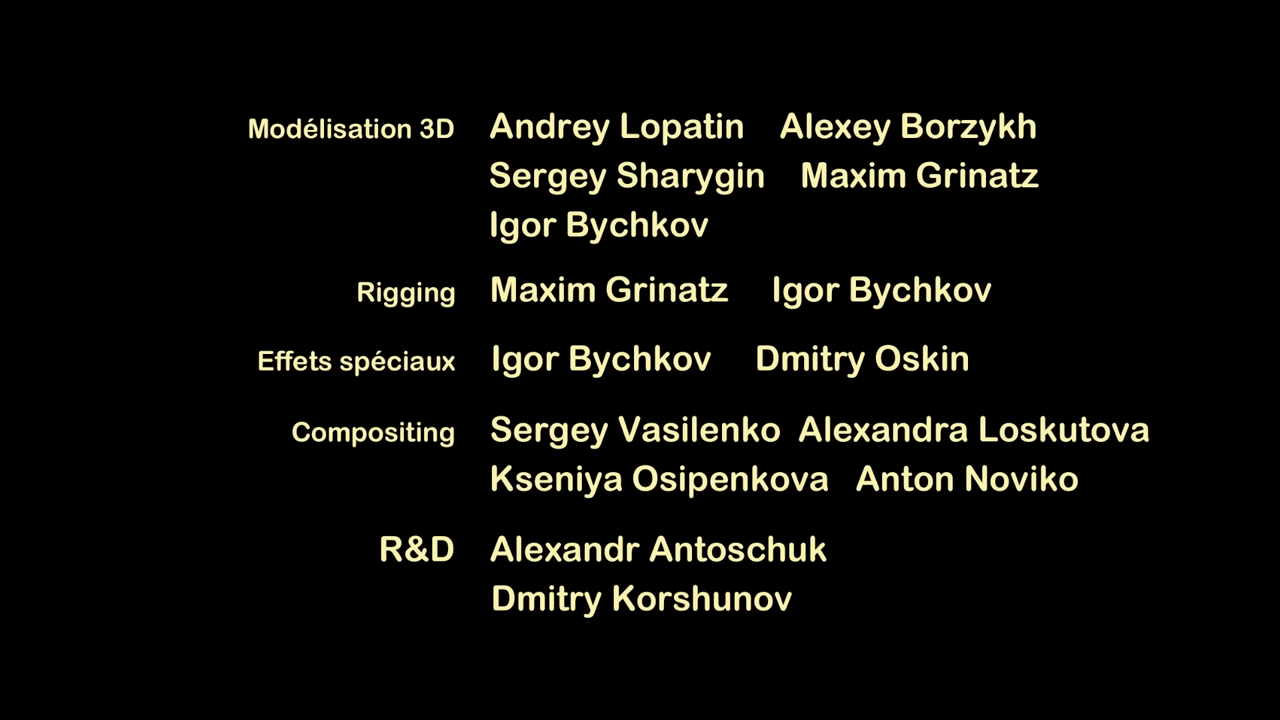 Modélisation 3D Andrey Lopatin Alexey Borzykh
Sergey Sharygin Maxim Grinatz
Igor Bychkov
Rigging Maxim Grinatz Igor Bychkov
Effets spéciaux Igor Bychkov Dmitry Oskin
Compositing Sergey Vasilenko Alexandra Loskutova
Kseniya Osipenkova Anton Noviko
R&D Alexandr Antoschuk
Dmitry Korshunov